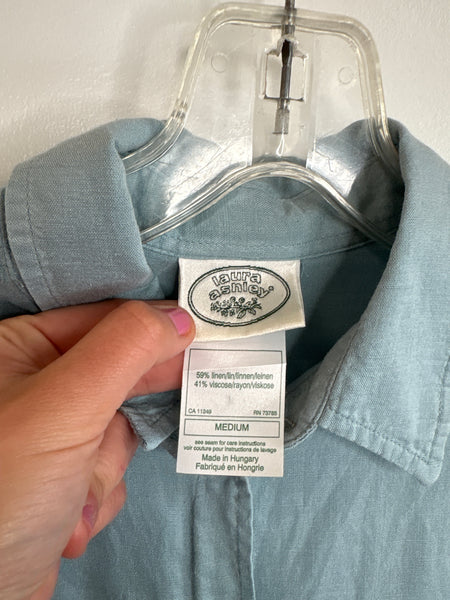 laura
ashley®
59% linen/lin/linnen/leinen
41% viscose/rayon/viskose
CA 11249 RN 73785
MEDIUM
see seam for care instructions
voir couture pour instructions de lavage
Made in Hungary
Fabriqué en Hongrie